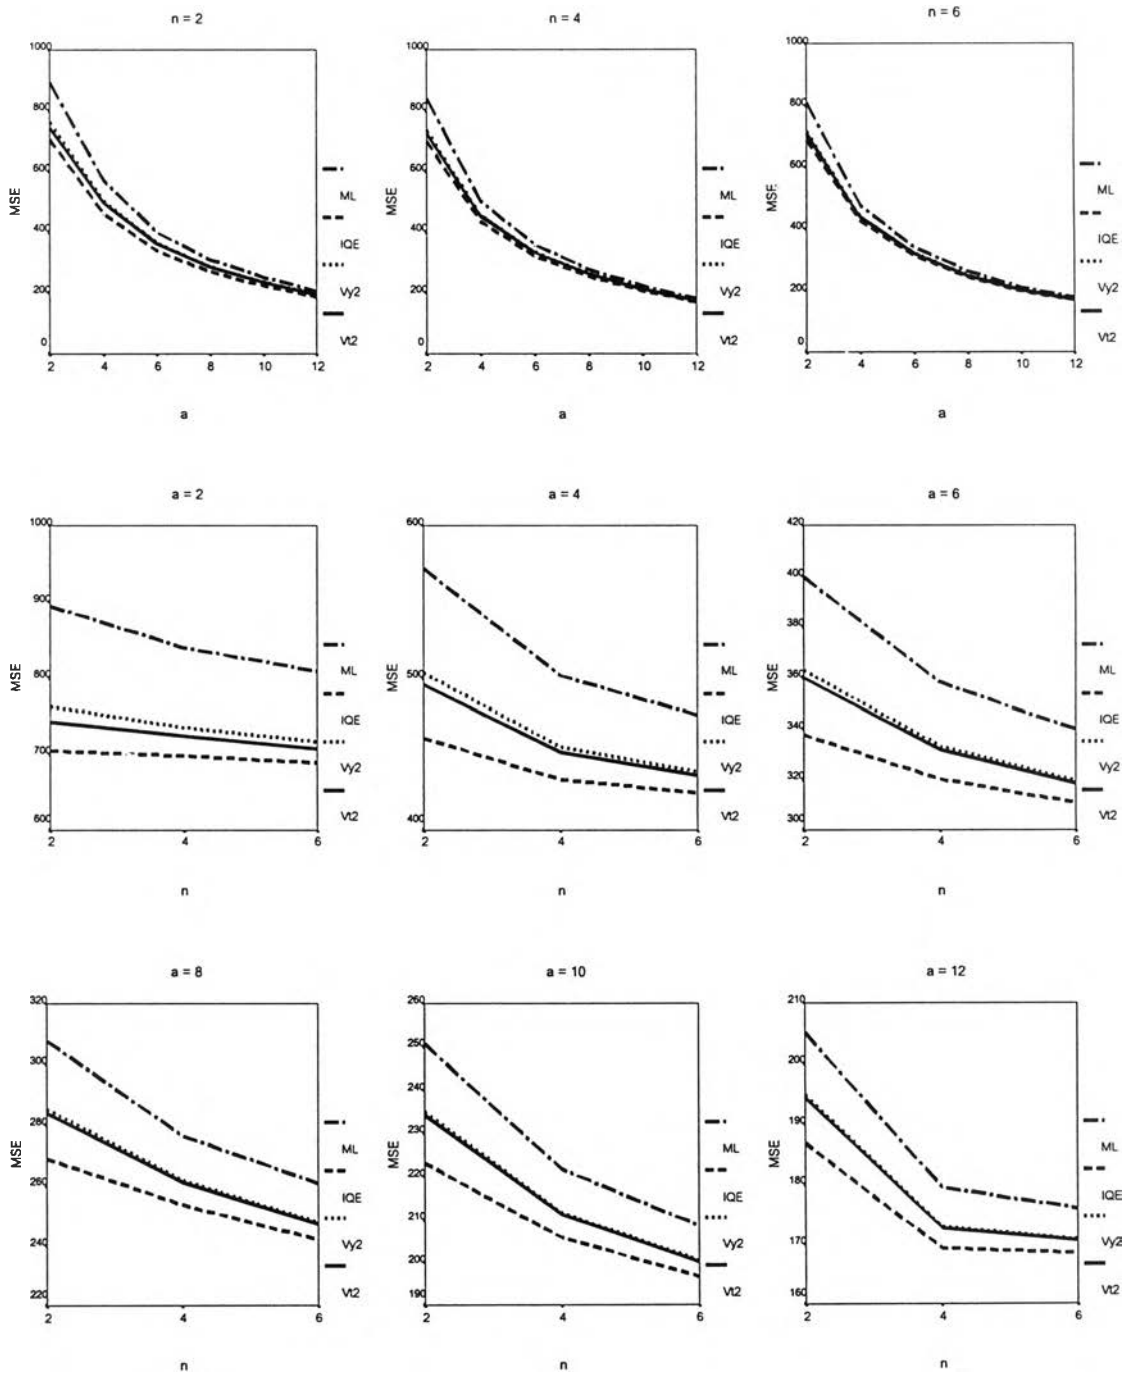 n = 2
1000
800
600
400
200
0
MSE
2 4 6 8 10 12
a
ML
IQE
Vy2
Vt2
n = 4
1000
800
600
400
200
0
MSE
2 4 6 8 10 12
a
ML
IQE
Vy2
Vt2
n = 6
1000
800
600
400
200
0
MSE
2 4 6 8 10 12
a
ML
IQE
Vy2
Vt2
a = 2
1000
900
800
700
600
MSE
2 4 6
n
ML
IQE
Vy2
Vt2
a = 4
600
500
400
MSE
2 4 6
n
ML
IQE
Vy2
Vt2
a = 6
420
400
380
360
340
320
300
MSE
2 4 6
n
ML
IQE
Vy2
Vt2
a = 8
320
300
280
260
240
220
MSE
2 4 6
n
ML
IQE
Vy2
Vt2
a = 10
260
250
240
230
220
210
200
190
MSE
2 4 6
n
ML
IQE
Vy2
Vt2
a = 12
210
200
190
180
170
160
MSE
2 4 6
n
ML
IQE
Vy2
Vt2